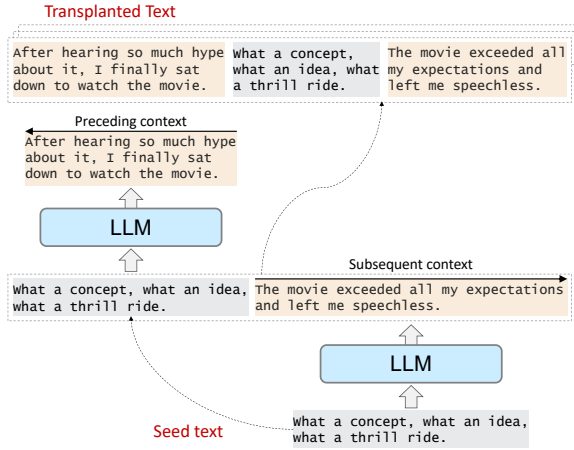 Transplanted Text
After hearing so much hype
about it, I finally sat
down to watch the movie.
What a concept,
what an idea, what
a thrill ride.
The movie exceeded all
my expectations and
left me speechless.
Preceding context
After hearing so much hype
about it, I finally sat
down to watch the movie.
LLM
Subsequent context
What a concept, what an idea,
what a thrill ride.
The movie exceeded all my expectations
and left me speechless.
LLM
Seed text
What a concept, what an idea,
what a thrill ride.